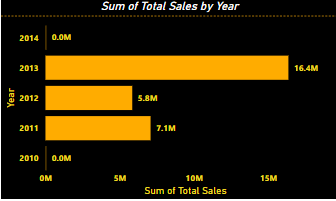 Sum of Total Sales by Year
2014 0.0M
2013 16.4M
2012 5.8M
2011 7.1M
2010 0.0M
Year
0M 5M 10M 15M
Sum of Total Sales